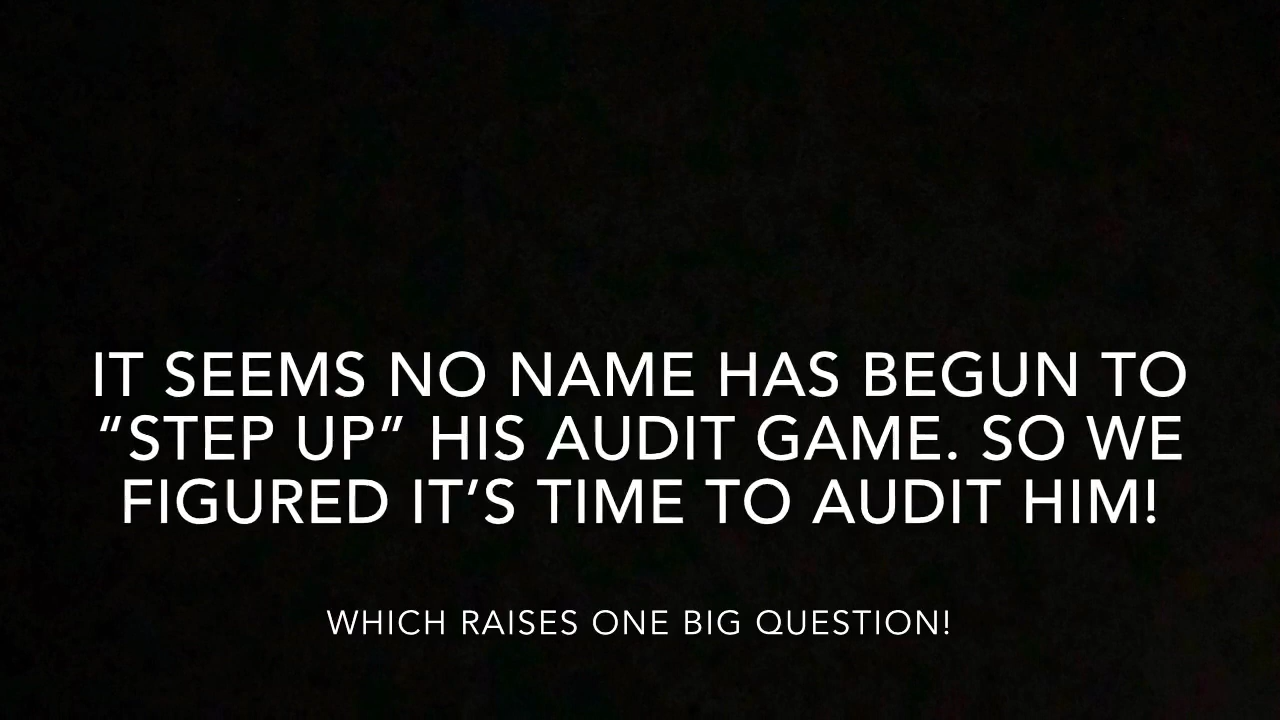 IT SEEMS NO NAME HAS BEGUN TO
“STEP UP” HIS AUDIT GAME. SO WE
FIGURED IT’S TIME TO AUDIT HIM!
WHICH RAISES ONE BIG QUESTION!